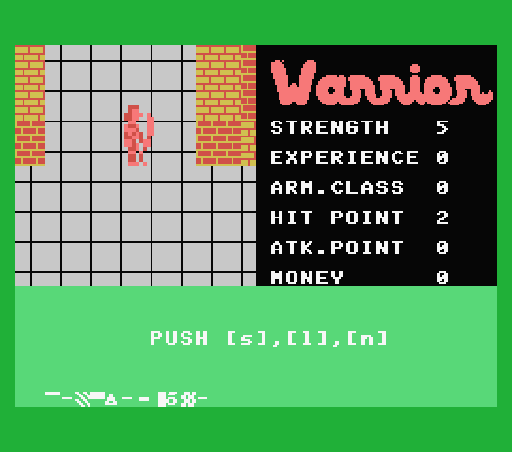 Warrior
STRENGTH 5
EXPERIENCE 0
ARM.CLASS 0
HIT POINT 2
ATK.POINT 0
MONEY 0
PUSH [s],[l],[n]